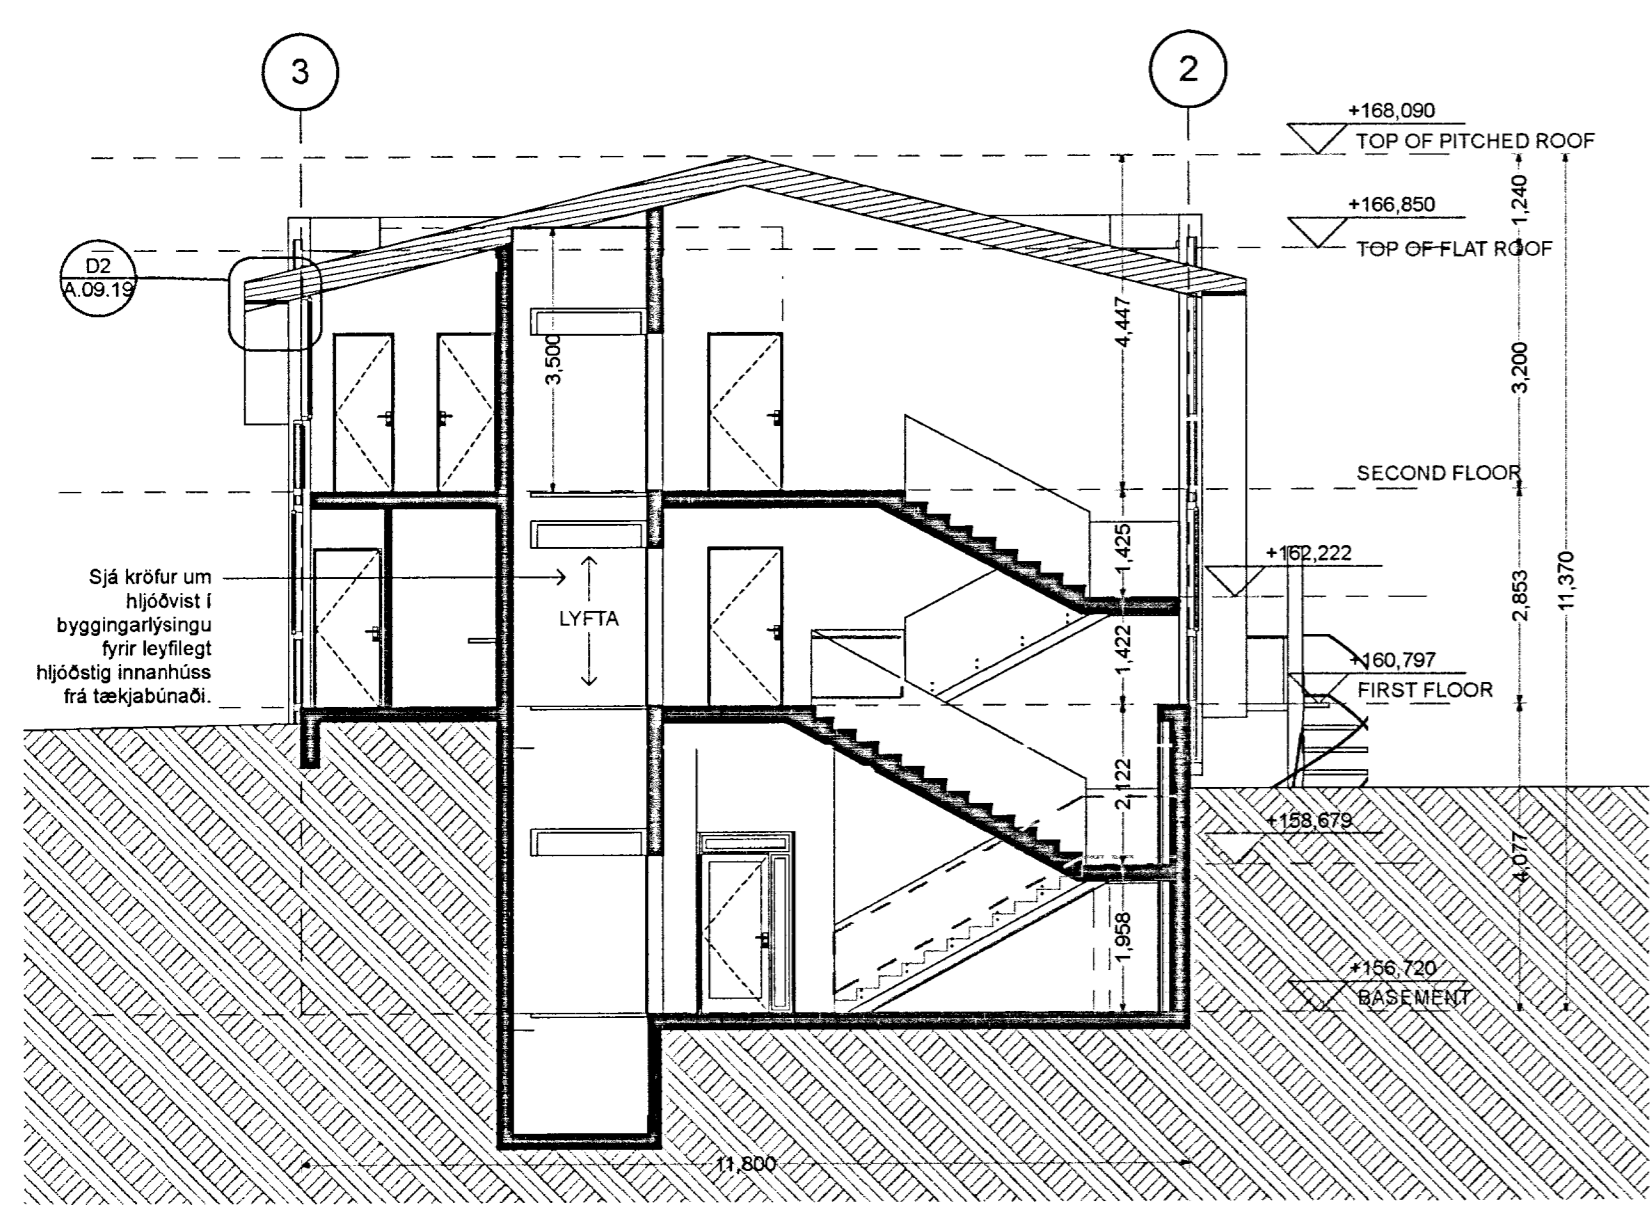 3
2
+168,090
TOP OF PITCHED ROOF
1,240
+166,850
TOP OF FLAT ROOF
D2
A.09.19
4,447
3,500
3,200
SECOND FLOOR
1,425
+162,222
2,853
11,370
Sjá kröfur um
hljóðvist í
byggingarlýsingu
fyrir leyfilegt
hljóðstig innanhúss
frá tækjabúnaði.
LYFTA
1,422
+160,797
FIRST FLOOR
2,122
+158,679
4,077
1,958
+156,720
BASEMENT
11,800